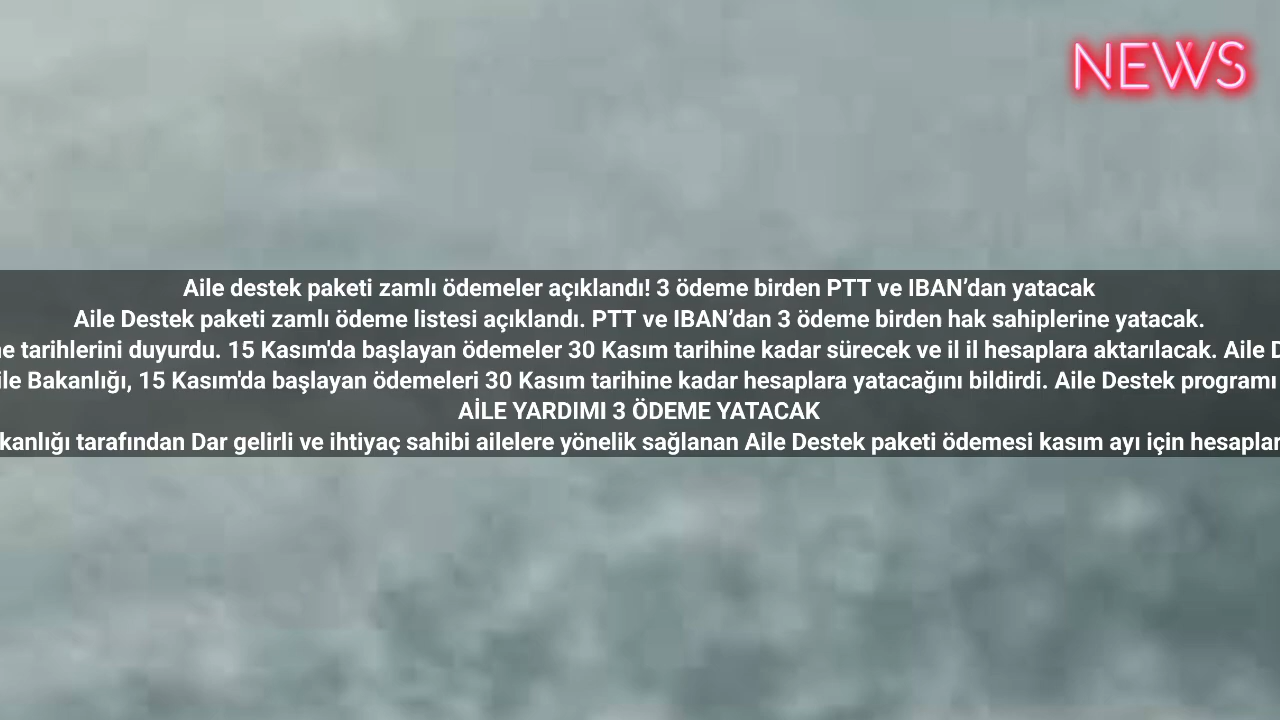 NEWS
Aile destek paketi zamlı ödemeler açıklandı! 3 ödeme birden PTT ve IBAN’dan yatacak
Aile Destek paketi zamlı ödeme listesi açıklandı. PTT ve IBAN’dan 3 ödeme birden hak sahiplerine yatacak.
tarihlerini duyurdu. 15 Kasım'da başlayan ödemeler 30 Kasım tarihine kadar sürecek ve il il hesaplara aktarılacak. Aile
Bakanlığı, 15 Kasım'da başlayan ödemeleri 30 Kasım tarihine kadar hesaplara yatacağını bildirdi. Aile Destek programı
AİLE YARDIMI 3 ÖDEME YATACAK
tarafından Dar gelirli ve ihtiyaç sahibi ailelere yönelik sağlanan Aile Destek paketi ödemesi kasım ayı için